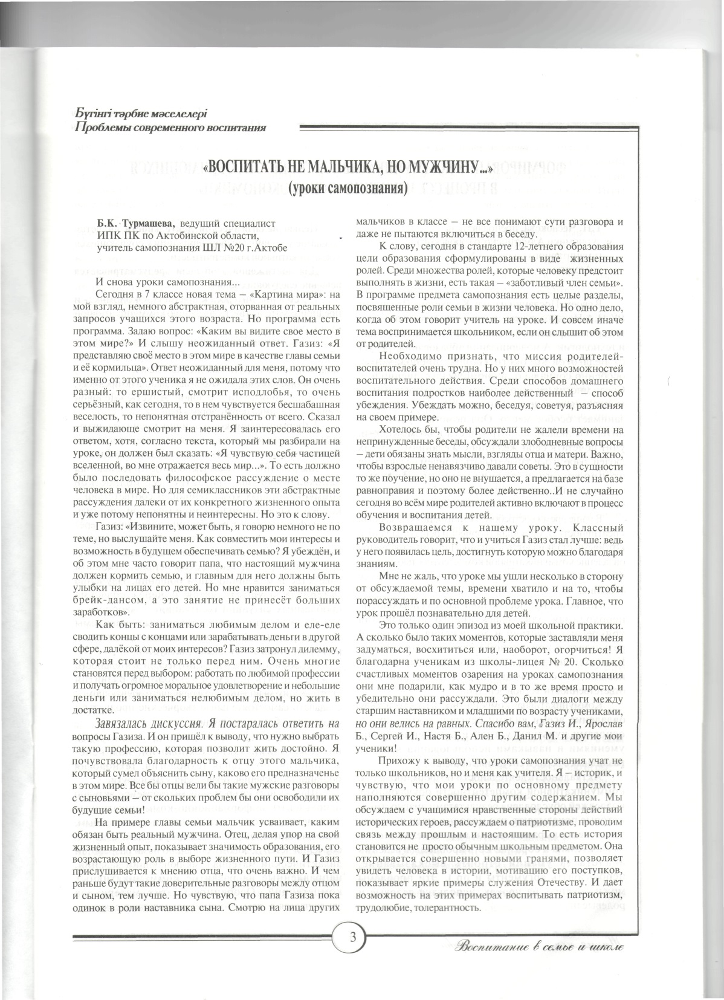 Бүгінгі тәрбие мәселелері
Проблемы современного воспитания
«ВОСПИТАТЬ НЕ МАЛЬЧИКА, НО МУЖЧИНУ...»
(уроки самопознания)
Б.К. Турмашева, ведущий специалист
ИПК ПК по Актюбинской области,
учитель самопознания ШЛ №20 г.Актобе
И снова уроки самопознания...
Сегодня в 7 классе новая тема – «Картина мира»: на
мой взгляд, немного абстрактная, оторванная от реальных
запросов учащихся этого возраста. Но программа есть
программа. Задаю вопрос: «Каким вы видите свое место в
этом мире?» И слышу неожиданный ответ. Газиз: «Я
представляю своё место в этом мире в качестве главы семьи
и её кормильца». Ответ неожиданный для меня, потому что
именно от этого ученика я не ожидала этих слов. Он очень
разный: то ершистый, смотрит исподлобья, то очень
серьёзный, как сегодня, то в нем чувствуется бесшабашная
веселость, то непонятная отстранённость от всего. Сказал
и выжидающе смотрит на меня. Я заинтересовалась его
ответом, хотя, согласно текста, который мы разбирали на
уроке, он должен был сказать: «Я чувствую себя частицей
вселенной, во мне отражается весь мир...». То есть должно
было последовать философское рассуждение о месте
человека в мире. Но для семиклассников эти абстрактные
рассуждения далеки от их конкретного жизненного опыта
и уже потому непонятны и неинтересны. Но это к слову.
Газиз: «Извините, может быть, я говорю немного не по
теме, но выслушайте меня. Как совместить мои интересы и
возможность в будущем обеспечивать семью? Я убеждён, и
об этом мне часто говорит папа, что настоящий мужчина
должен кормить семью, и главным для него должны быть
улыбки на лицах его детей. Но мне нравится заниматься
брейк-дансом, а это занятие не принесёт больших
заработков».
Как быть: заниматься любимым делом и еле-еле
сводить концы с концами или зарабатывать деньги в другой
сфере, далёкой от моих интересов? Газиз затронул дилемму,
которая стоит не только перед ним. Очень многие
становятся перед выбором: работать по любимой профессии
и получать огромное моральное удовлетворение и небольшие
деньги или заниматься нелюбимым делом, но жить в
достатке.
Завязалась дискуссия. Я постаралась ответить на
вопросы Газиза. И он пришёл к выводу, что нужно выбрать
такую профессию, которая позволит жить достойно. Я
почувствовала благодарность к отцу этого мальчика,
который сумел объяснить сыну, каково его предназначенье
в этом мире. Все бы отцы вели бы такие мужские разговоры
с сыновьями – от скольких проблем бы они освободили их
будущие семьи!
На примере главы семьи мальчик усваивает, каким
обязан быть реальный мужчина. Отец, делая упор на свой
жизненный опыт, показывает значимость образования, его
возрастающую роль в выборе жизненного пути. И Газиз
прислушивается к мнению отца, что очень важно. И чем
раньше будут такие доверительные разговоры между отцом
и сыном, тем лучше. Но чувствую, что папа Газиза пока
одинок в роли наставника сына. Смотрю на лица других
мальчиков в классе – не все понимают сути разговора и
даже не пытаются включиться в беседу.
К слову, сегодня в стандарте 12-летнего образования
цели образования сформулированы в виде жизненных
ролей. Среди множества ролей, которые человеку предстоит
выполнять в жизни, есть такая – «заботливый член семьи».
В программе предмета самопознания есть целые разделы,
посвященные роли семьи в жизни человека. Но одно дело,
когда об этом говорит учитель на уроке. И совсем иначе
тема воспринимается школьником, если он слышит об этом
от родителей.
Необходимо признать, что миссия родителей-
воспитателей очень трудна. Но у них много возможностей
воспитательного действия. Среди способов домашнего
воспитания подростков наиболее действенный – способ
убеждения. Убеждать можно, беседуя, советуя, разъясняя
на своем примере.
Хотелось бы, чтобы родители не жалели времени на
непринужденные беседы, обсуждали злободневные вопросы
– дети обязаны знать мысли, взгляды отца и матери. Важно,
чтобы взрослые ненавязчиво давали советы. Это в сущности
то же поучение, но оно не внушается, а предлагается на базе
равноправия и поэтому более действенно..И не случайно
сегодня во всём мире родителей активно включают в процесс
обучения и воспитания детей.
Возвращаемся к нашему уроку. Классный
руководитель говорит, что и учиться Газиз стал лучше: ведь
у него появилась цель, достигнуть которую можно благодаря
знаниям.
Мне не жаль, что уроке мы ушли несколько в сторону
от обсуждаемой темы, времени хватило и на то, чтобы
порассуждать и по основной проблеме урока. Главное, что
урок прошёл познавательно для детей.
Это только один эпизод из моей школьной практики.
А сколько было таких моментов, которые заставляли меня
задуматься, восхититься или, наоборот, огорчиться! Я
благодарна ученикам из школы-лицея № 20. Сколько
счастливых моментов озарения на уроках самопознания
они мне подарили, как мудро и в то же время просто и
убедительно они рассуждали. Это были диалоги между
старшим наставником и младшими по возрасту учениками,
но они велись на равных. Спасибо вам, Газиз И., Ярослав
Б., Сергей И., Настя Б., Ален Б., Данил М. и другие мои
ученики!
Прихожу к выводу, что уроки самопознания учат не
только школьников, но и меня как учителя. Я – историк, и
чувствую, что мои уроки по основному предмету
наполняются совершенно другим содержанием. Мы
обсуждаем с учащимися нравственные стороны действий
исторических героев, рассуждаем о патриотизме, проводим
связь между прошлым и настоящим. То есть история
становится не просто обычным школьным предметом. Она
открывается совершенно новыми гранями, позволяет
увидеть человека в истории, мотивацию его поступков,
показывает яркие примеры служения Отечеству. И дает
возможность на этих примерах воспитывать патриотизм,
трудолюбие, толерантность.
3
Воспитание в семье и школе